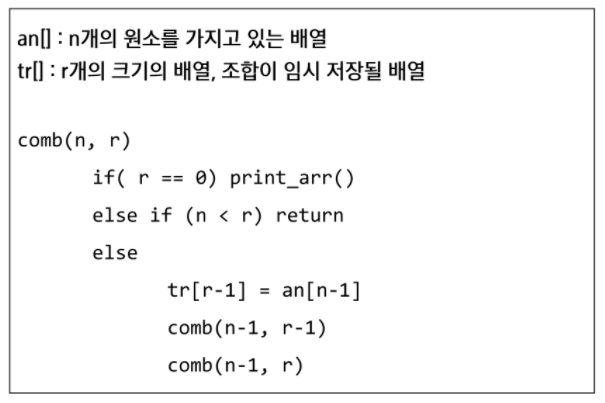 an[] : n개의 원소를 가지고 있는 배열
tr[] : r개의 크기의 배열, 조합이 임시 저장될 배열
comb(n, r)
if( r == 0) print_arr()
else if (n < r) return
else
tr[r-1] = an[n-1]
comb(n-1, r-1)
comb(n-1, r)